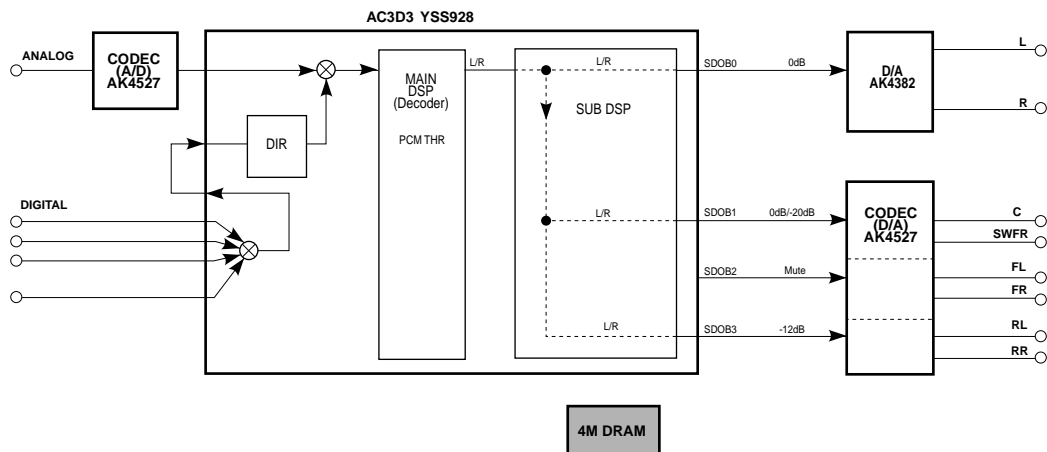 AC3D3 YSS928
ANALOG
CODEC
(A/D)
AK4527
MAIN
DSP
(Decoder)
PCM THR
L/R
L/R
SUB DSP
SDOB0
0dB
D/A
AK4382
L
R
DIR
DIGITAL
L/R
SDOB1
0dB/-20dB
CODEC
(D/A)
AK4527
C
SWFR
SDOB2
Mute
FL
FR
L/R
SDOB3
-12dB
RL
RR
4M DRAM